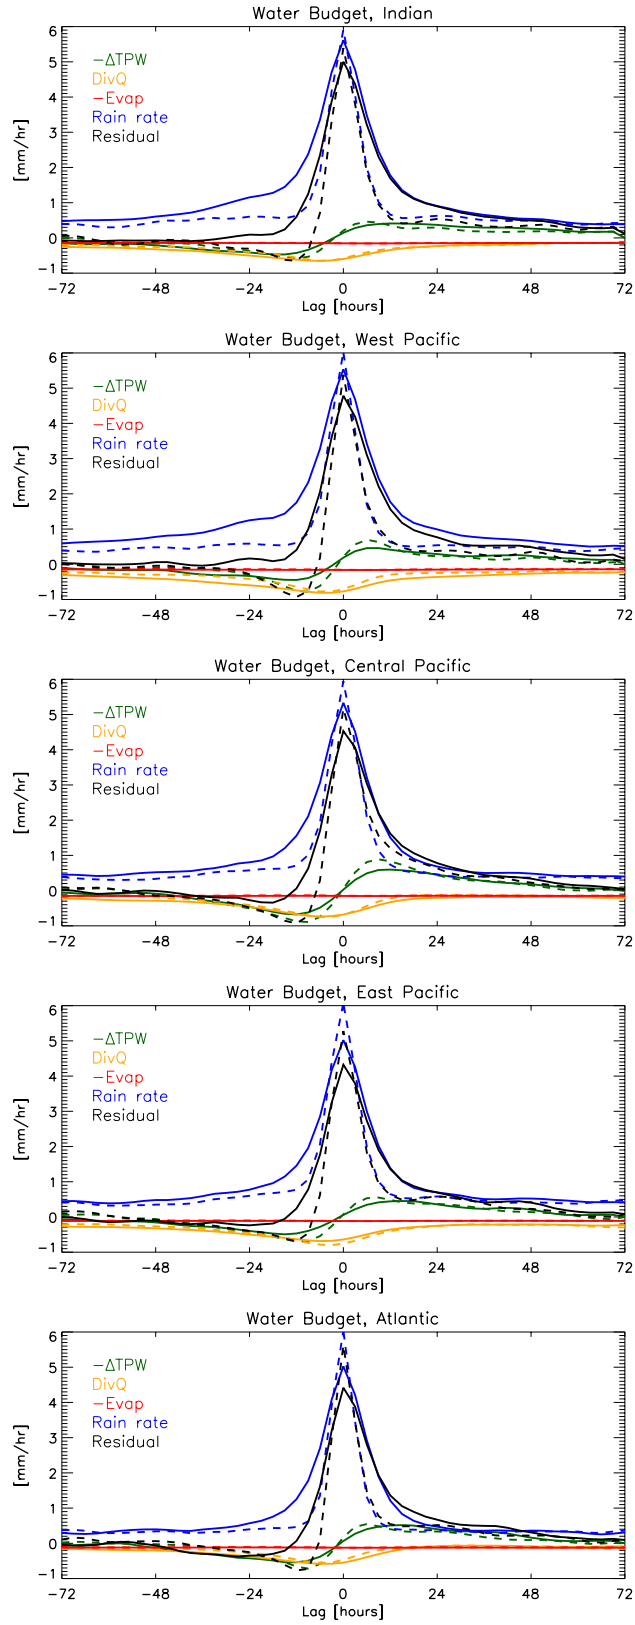 Water Budget, Indian
6
5
4
3
2
1
0
−1
[mm/hr]
−ΔTPW
DivQ
−Evap
Rain rate
Residual
−72 −48 −24 0 24 48 72
Lag [hours]
Water Budget, West Pacific
6
5
4
3
2
1
0
−1
[mm/hr]
−ΔTPW
DivQ
−Evap
Rain rate
Residual
−72 −48 −24 0 24 48 72
Lag [hours]
Water Budget, Central Pacific
6
5
4
3
2
1
0
−1
[mm/hr]
−ΔTPW
DivQ
−Evap
Rain rate
Residual
−72 −48 −24 0 24 48 72
Lag [hours]
Water Budget, East Pacific
6
5
4
3
2
1
0
−1
[mm/hr]
−ΔTPW
DivQ
−Evap
Rain rate
Residual
−72 −48 −24 0 24 48 72
Lag [hours]
Water Budget, Atlantic
6
5
4
3
2
1
0
−1
[mm/hr]
−ΔTPW
DivQ
−Evap
Rain rate
Residual
−72 −48 −24 0 24 48 72
Lag [hours]